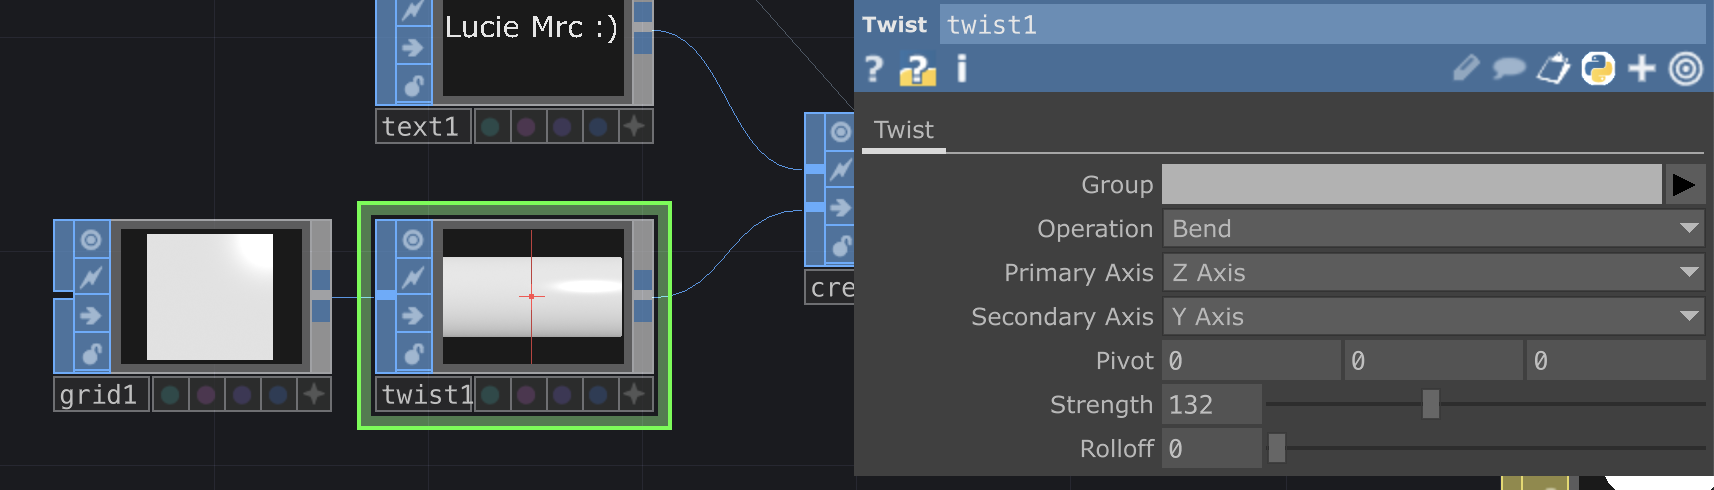 Lucie Mrc :)
text1
grid1
twist1
cre
Twist twist1
? ? i
Twist
Group
Operation Bend
Primary Axis Z Axis
Secondary Axis Y Axis
Pivot 0 0 0
Strength 132
Rolloff 0